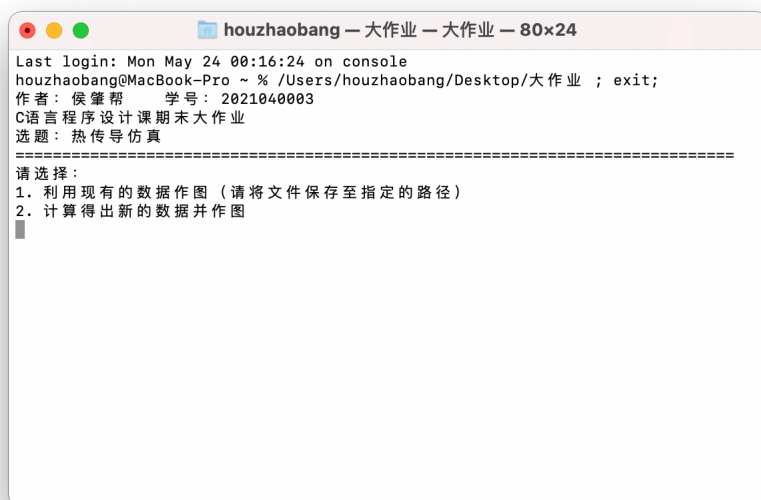 houzhaobang — 大作业 — 大作业 — 80×24
Last login: Mon May 24 00:16:24 on console
houzhaobang@MacBook-Pro ~ % /Users/houzhaobang/Desktop/大作业 ; exit;
作者：侯肇帮    学号：2021040003
C语言程序设计课期末大作业
选题：热传导仿真
=============================================================================
请选择：
1. 利用现有的数据作图（请将文件保存至指定的路径）
2. 计算得出新的数据并作图